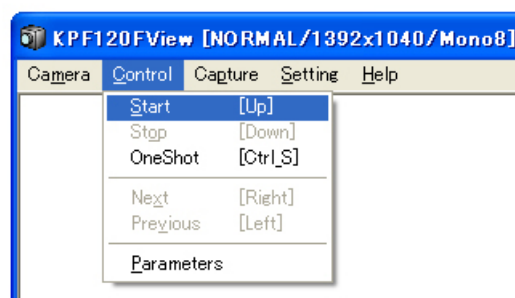 KPF120FView [NORMAL/1392x1040/Mono8]
Camera Control Capture Setting Help
Start [Up]
Stop [Down]
OneShot [Ctrl_S]
Next [Right]
Previous [Left]
Parameters